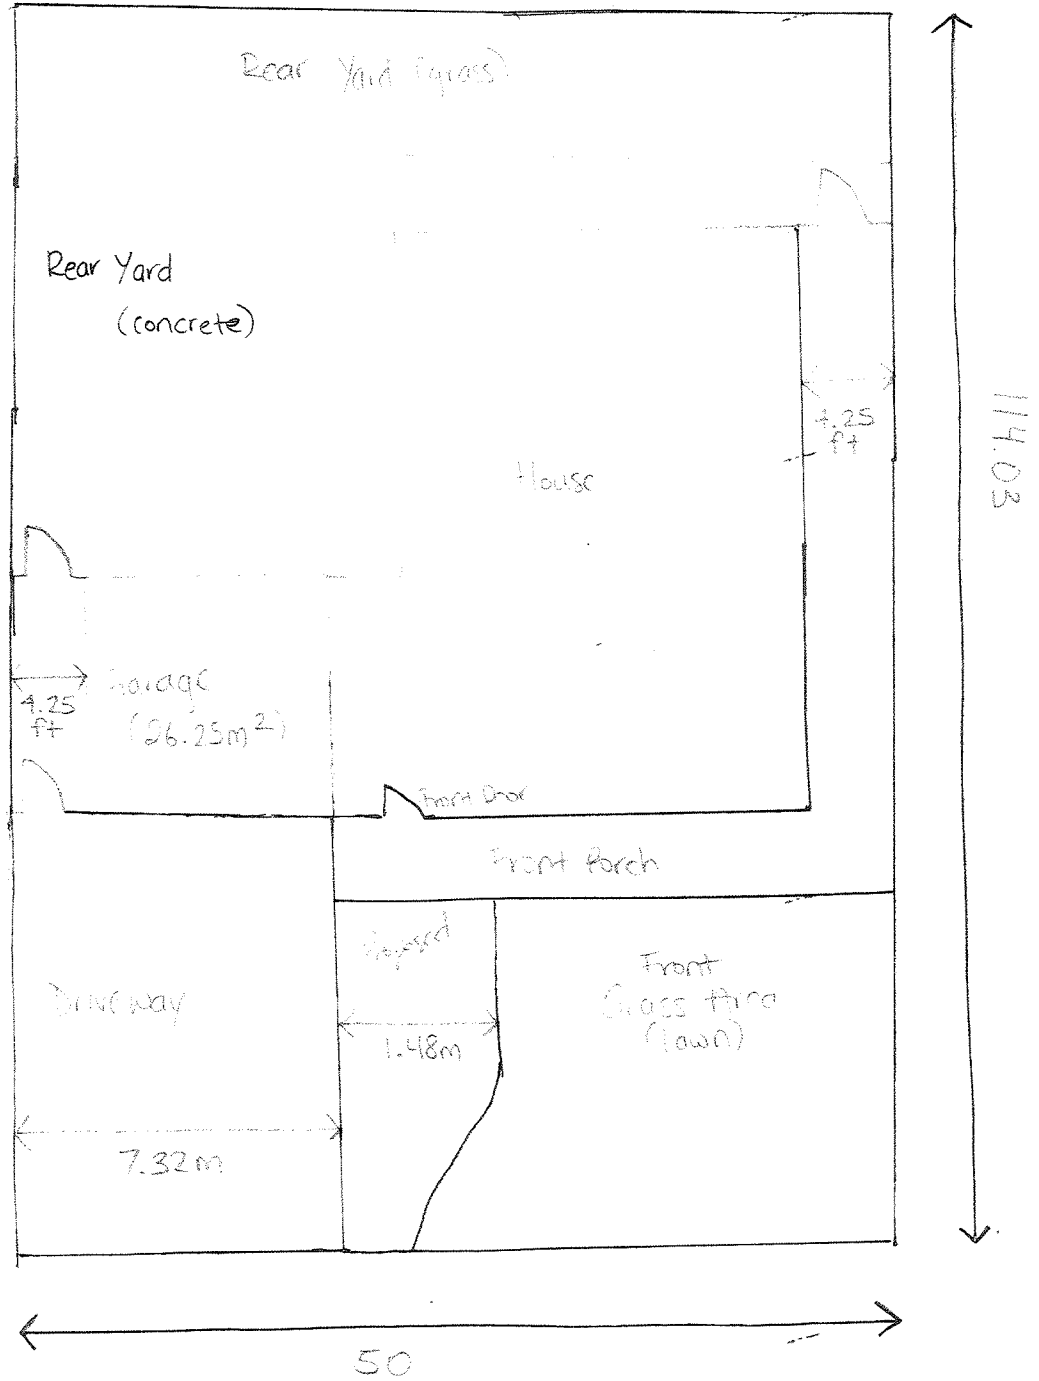 Rear Yard (grass)
Rear Yard
(concrete)
4.25
ft
114.03
House
Garage
(26.25m²)
4.25
ft
Front Door
Front Porch
Proposed
Front
Grass Area
(lawn)
Driveway
1.48m
7.32m
50